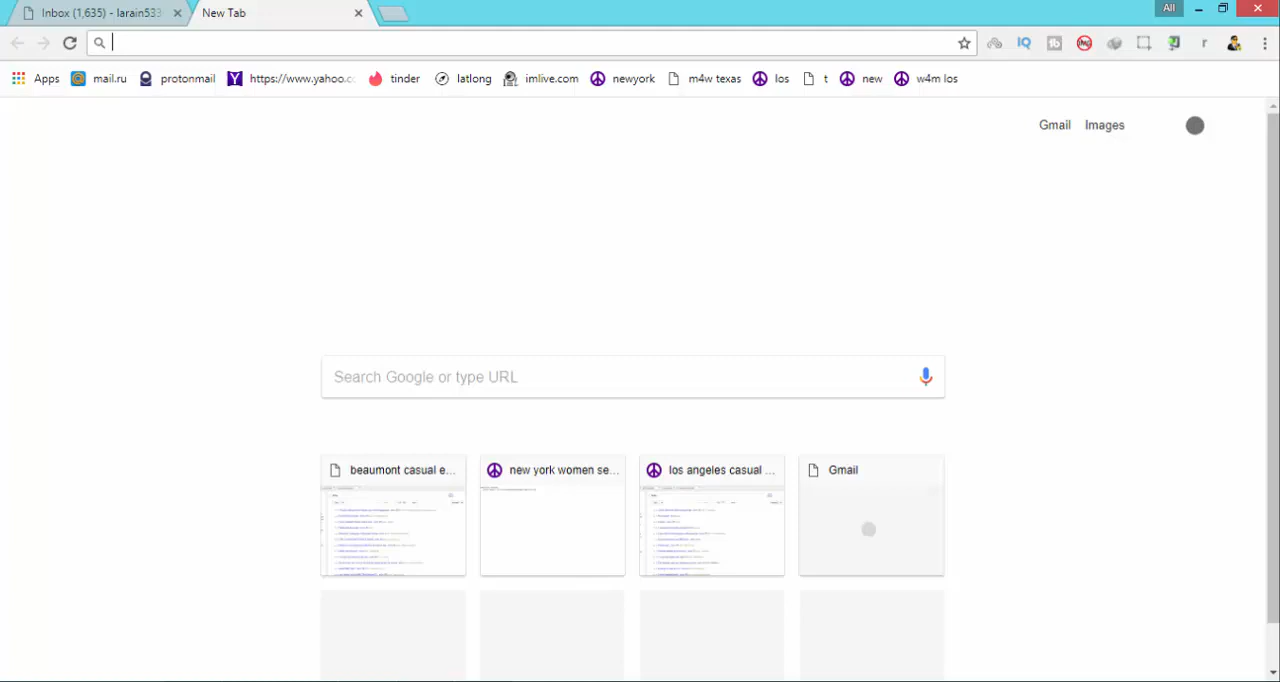 Inbox (1,635) - larain533
New Tab
All
Apps
mail.ru
protonmail
https://www.yahoo.co
tinder
latlong
imlive.com
newyork
m4w texas
los
t
new
w4m los
Gmail
Images
Search Google or type URL
beaumont casual e...
new york women se...
los angeles casual ...
Gmail